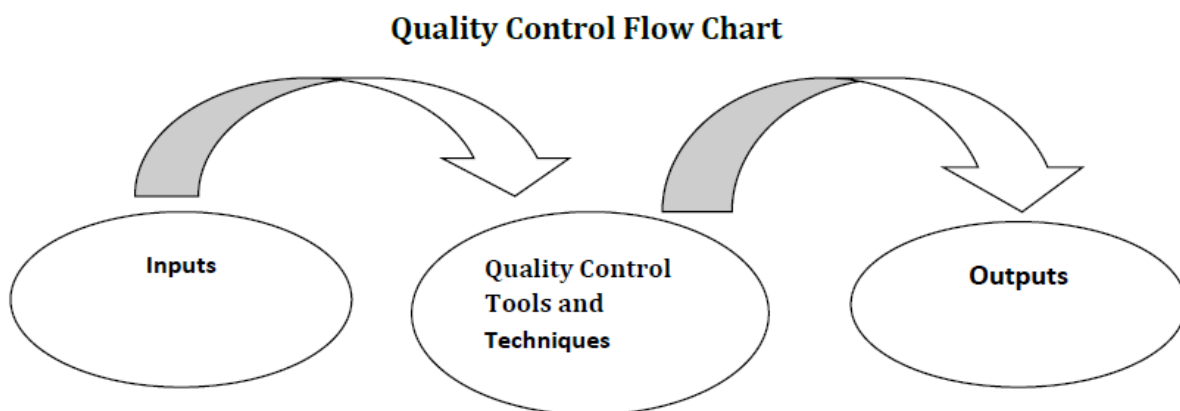 Quality Control Flow Chart
Inputs
Quality Control
Tools and
Techniques
Outputs